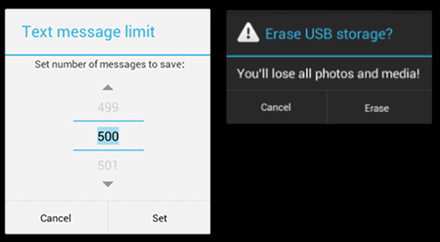 Text message limit
Set number of messages to save:
499
500
501
Cancel Set
Erase USB storage?
You'll lose all photos and media!
Cancel Erase